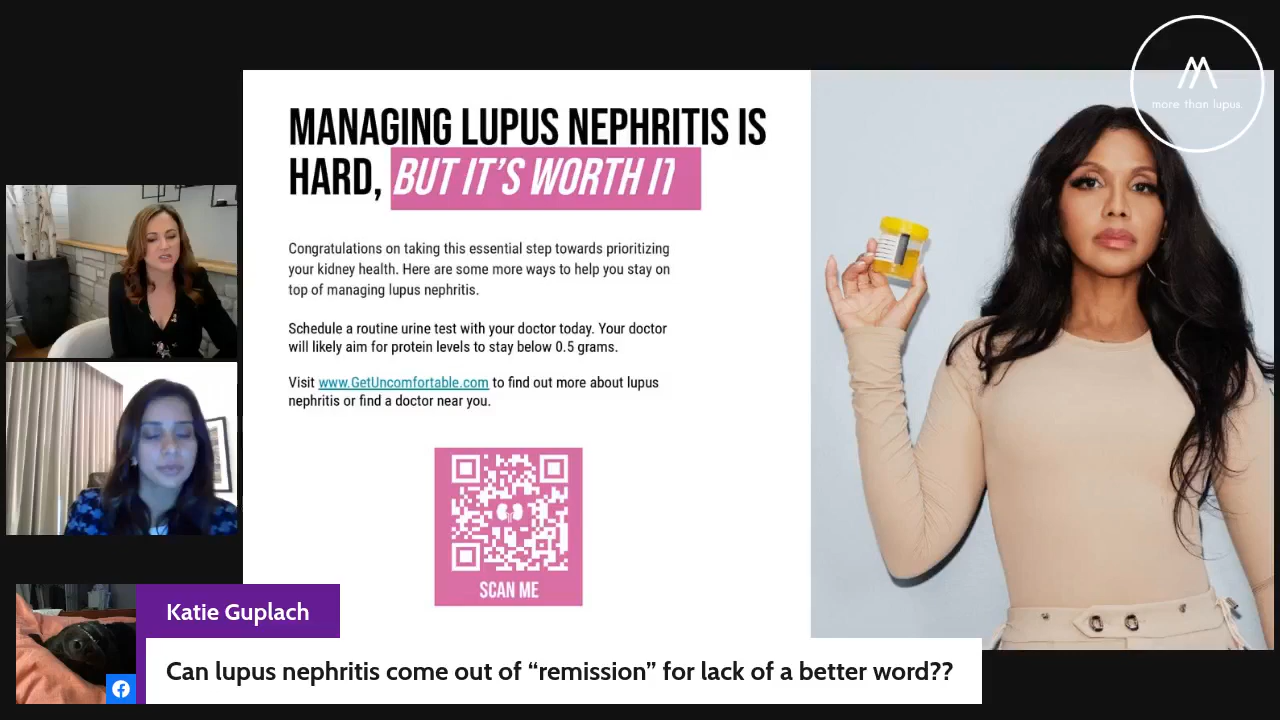 more than lupus
MANAGING LUPUS NEPHRITIS IS
HARD, BUT IT'S WORTH IT
Congratulations on taking this essential step towards prioritizing
your kidney health. Here are some more ways to help you stay on
top of managing lupus nephritis.
Schedule a routine urine test with your doctor today. Your doctor
will likely aim for protein levels to stay below 0.5 grams.
Visit www.GetUncomfortable.com to find out more about lupus
nephritis or find a doctor near you.
SCAN ME
Katie Guplach
Can lupus nephritis come out of “remission” for lack of a better word??